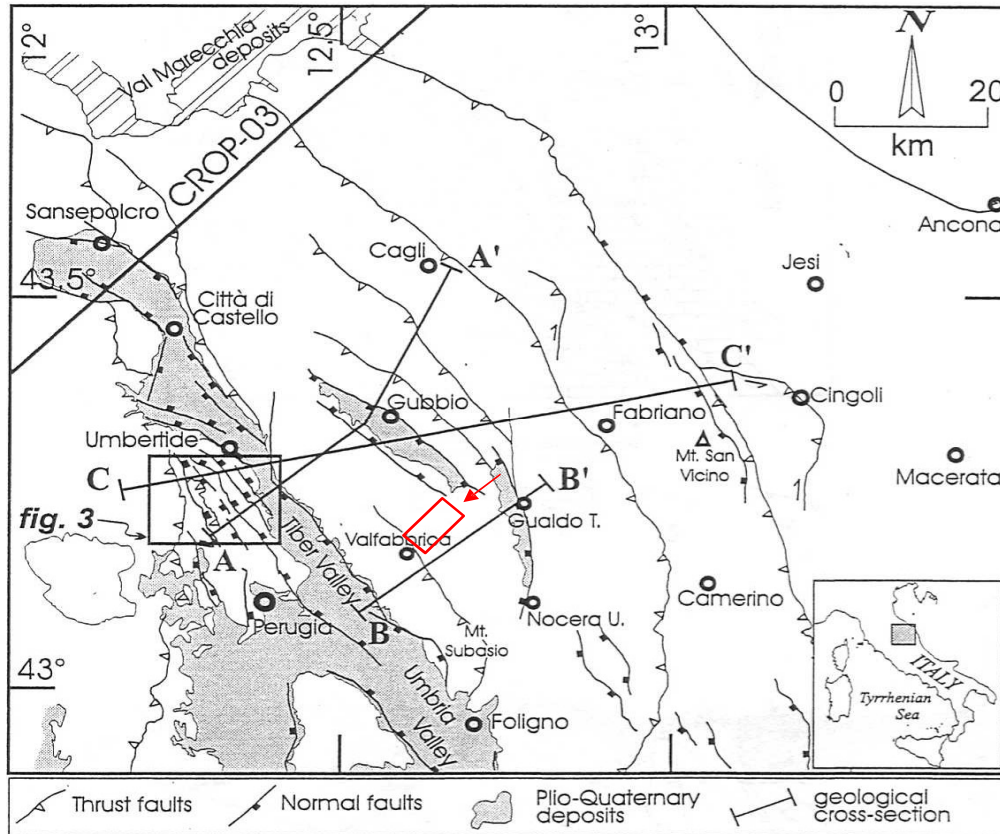 12°
12.5°
13°
N
Val Marecchia
deposits
0 20
km
CROP-03
Sansepolcro
Ancona
Cagli
A'
Jesi
43.5°
Città di
Castello
C'
Gubbio
Fabriano
Cingoli
Umbertide
Mt. San
Vicino
Macerata
C
B'
fig. 3
Gualdo T.
Valfabbrica
Tiber Valley
A
Camerino
Perugia
B
Nocera U.
Mt.
Subasio
43°
Umbria
Valley
Foligno
ITALY
Tyrrhenian
Sea
Thrust faults
Normal faults
Plio-Quaternary
deposits
geological
cross-section